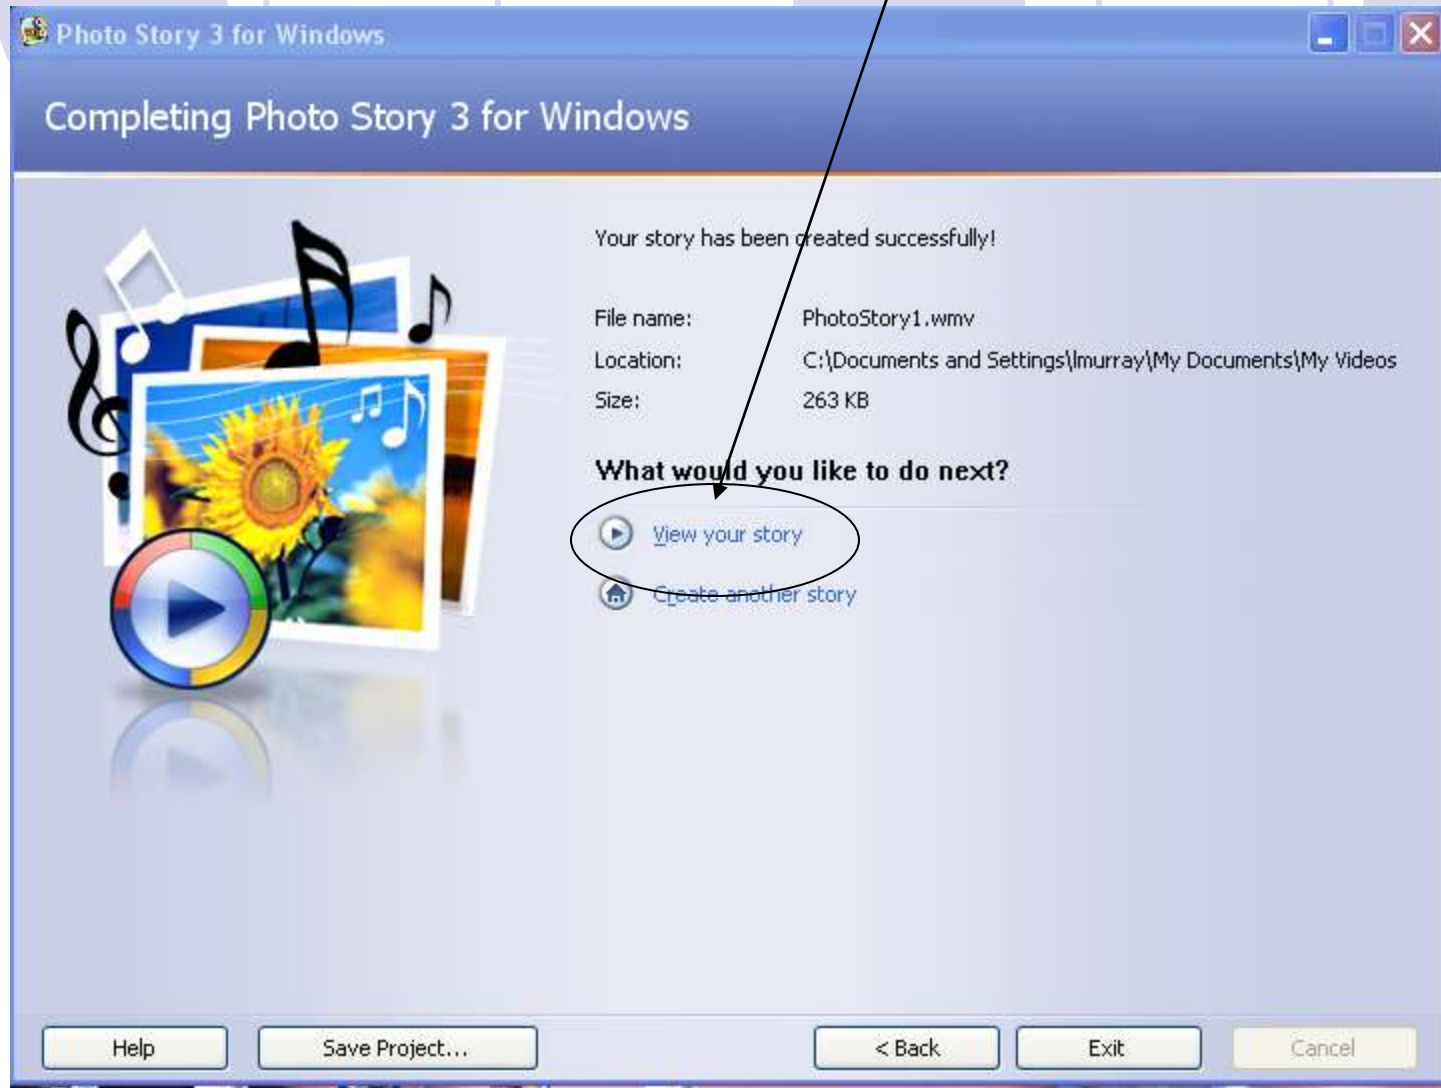 Photo Story 3 for Windows
Completing Photo Story 3 for Windows
Your story has been created successfully!
File name: PhotoStory1.wmv
Location: C:\Documents and Settings\lmurray\My Documents\My Videos
Size: 263 KB
What would you like to do next?
View your story
Create another story
Help Save Project... < Back Exit Cancel